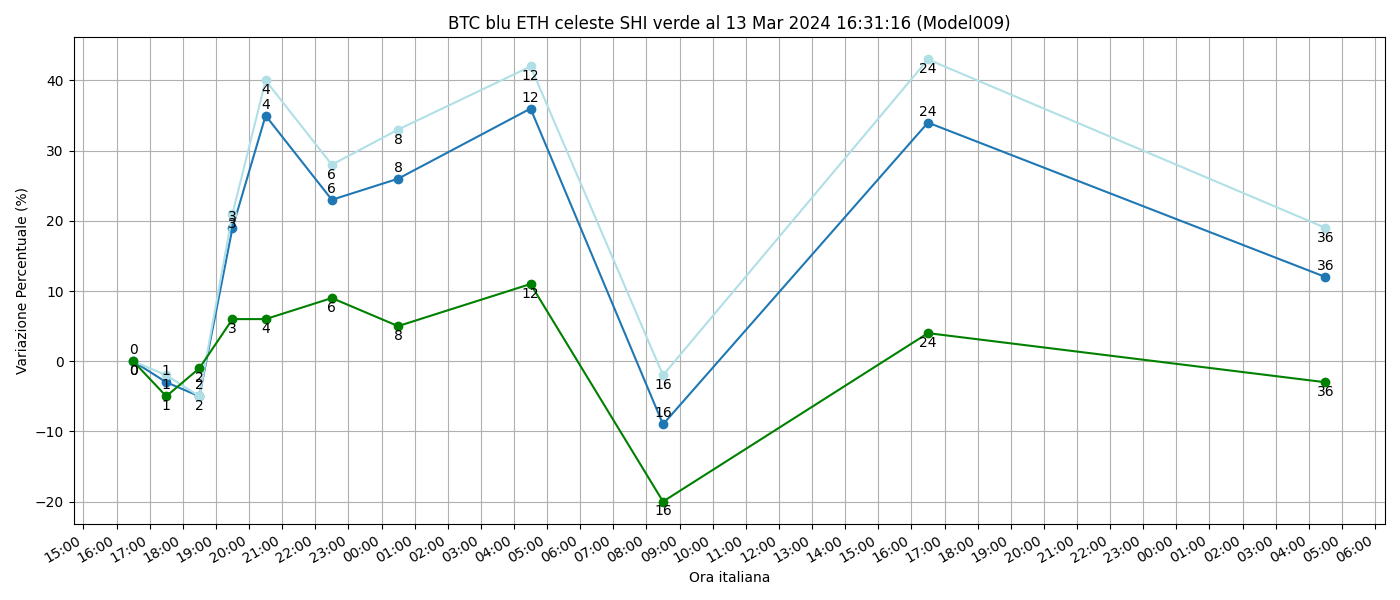 BTC blu ETH celeste SHI verde al 13 Mar 2024 16:31:16 (Model009)
Variazione Percentuale (%)
40
30
20
10
0
−10
−20
0 1 2 3 4 6 8 12 16 24 36
0 1 2 3 4 6 8 12 16 24 36
0 1 2 3 4 6 8 12 16 24 36
15:00 16:00 17:00 18:00 19:00 20:00 21:00 22:00 23:00 00:00 01:00 02:00 03:00 04:00 05:00 06:00 07:00 08:00 09:00 10:00 11:00 12:00 13:00 14:00 15:00 16:00 17:00 18:00 19:00 20:00 21:00 22:00 23:00 00:00 01:00 02:00 03:00 04:00 05:00 06:00
Ora italiana